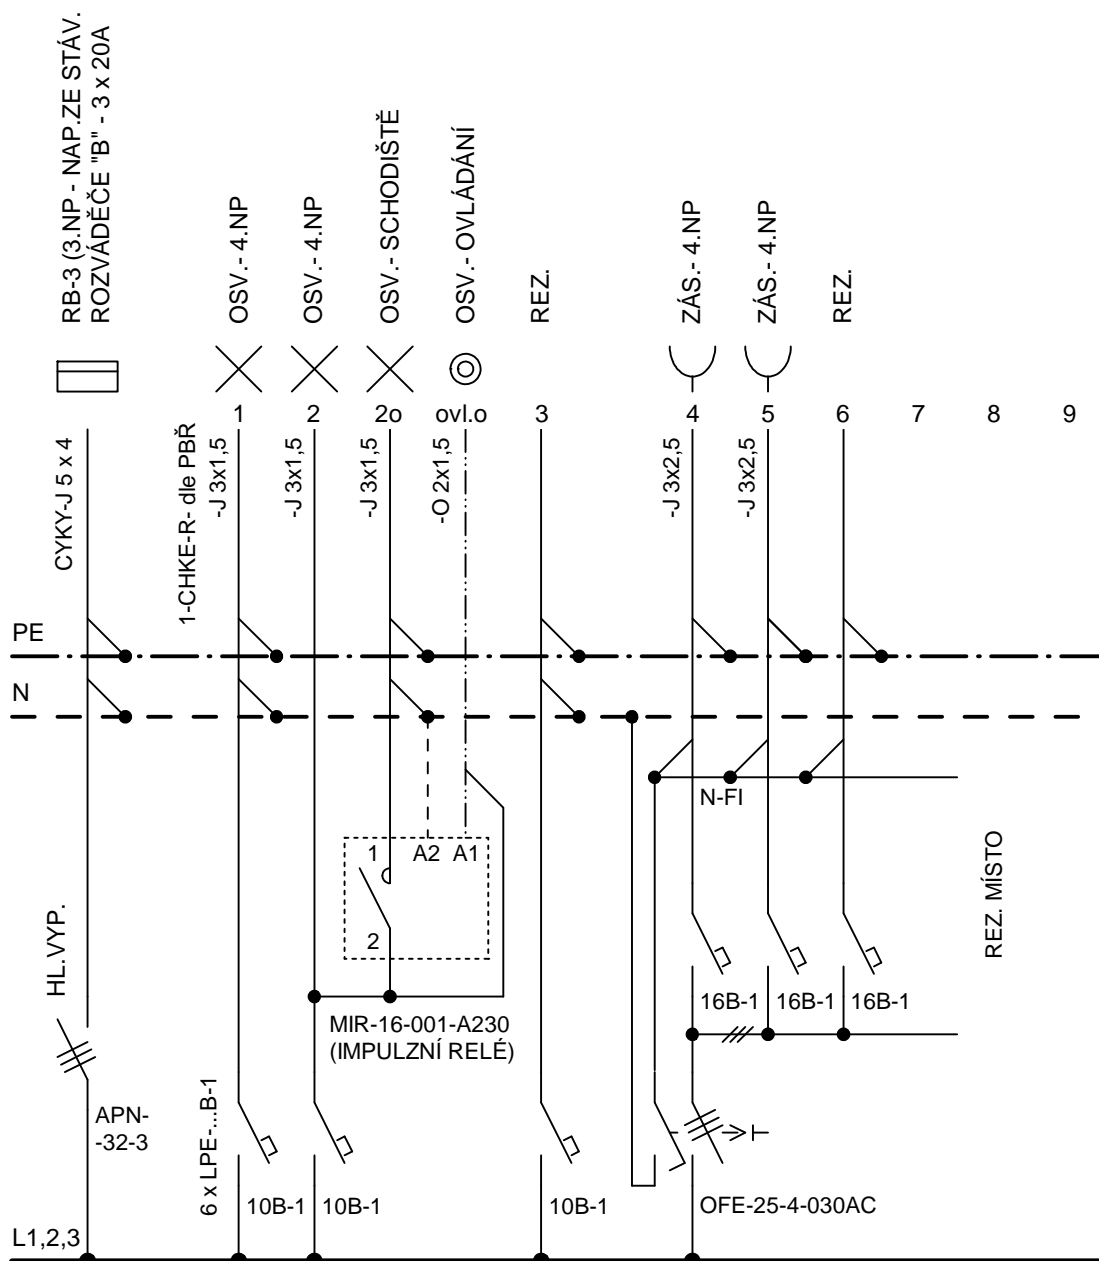 RB-3 (3.NP - NAP.ZE STÁV.
ROZVÁDĚČE "B" - 3 x 20A
OSV.- 4.NP
OSV.- 4.NP
OSV.- SCHODIŠTĚ
OSV.- OVLÁDÁNÍ
REZ.
ZÁS.- 4.NP
ZÁS.- 4.NP
REZ.
1
2
2o
ovl.o
3
4
5
6
7
8
9
CYKY-J 5 x 4
1-CHKE-R- dle PBŘ
-J 3x1,5
-J 3x1,5
-J 3x1,5
-O 2x1,5
-J 3x2,5
-J 3x2,5
PE
N
N-FI
1
A2
A1
2
HL.VYP.
REZ. MÍSTO
16B-1
16B-1
16B-1
MIR-16-001-A230
(IMPULZNÍ RELÉ)
APN-
-32-3
6 x LPE-...B-1
10B-1
10B-1
10B-1
OFE-25-4-030AC
L1,2,3